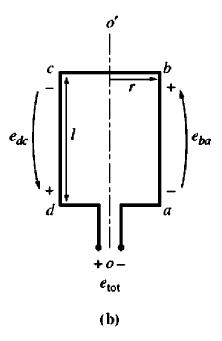 o'
c b
− +
r
e_dc l e_ba
+ −
d a
+ o −
e_tot
(b)